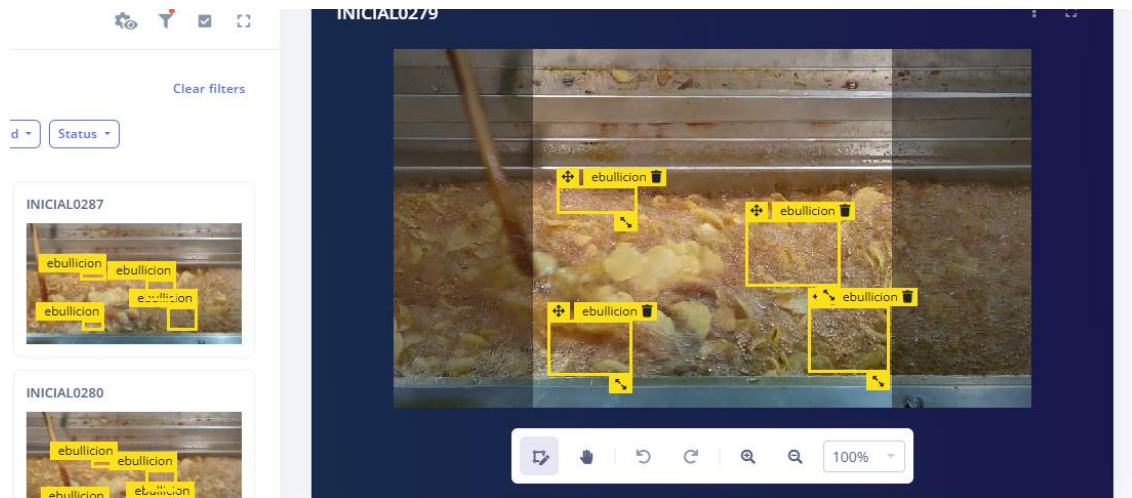 INICIAL0279
Clear filters
d
Status
INICIAL0287
ebullicion
ebullicion
ebullicion
ebullicion
INICIAL0280
ebullicion
ebullicion
ebullicion
ebullicion
ebullicion
ebullicion
ebullicion
ebullicion
100%